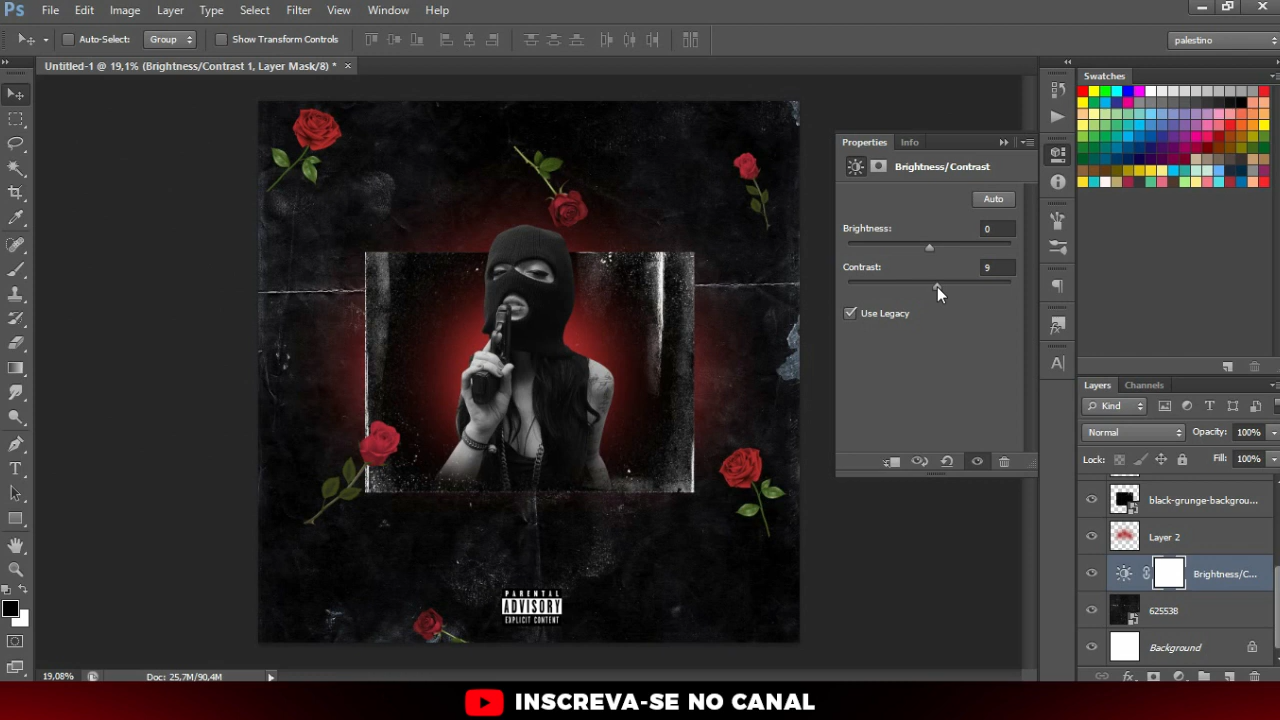 Ps File Edit Image Layer Type Select Filter View Window Help
Auto-Select: Group Show Transform Controls palestino
Untitled-1 @ 19,1% (Brightness/Contrast 1, Layer Mask/8) * ×
Swatches
Properties Info
Brightness/Contrast
Auto
Brightness: 0
Contrast: 9
Use Legacy
A
Layers Channels
Kind T
Normal Opacity: 100%
Lock: Fill: 100%
black-grunge-backgrou...
Layer 2
Brightness/C...
625538
Background
PARENTAL
ADVISORY
EXPLICIT CONTENT
19,08% Doc: 25,7M/90,4M
fx
INSCREVA-SE NO CANAL